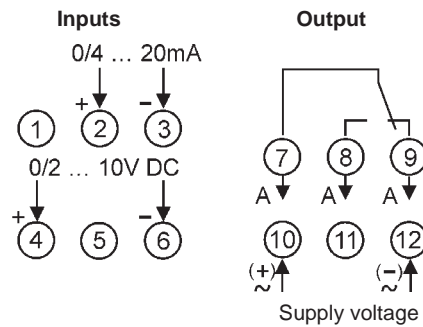 Inputs
Output
0/4 ... 20mA
+ −
1 2 3
7 8 9
0/2 ... 10V DC
A A A
+ −
4 5 6
10 11 12
(+) (−)
~ ~
Supply voltage